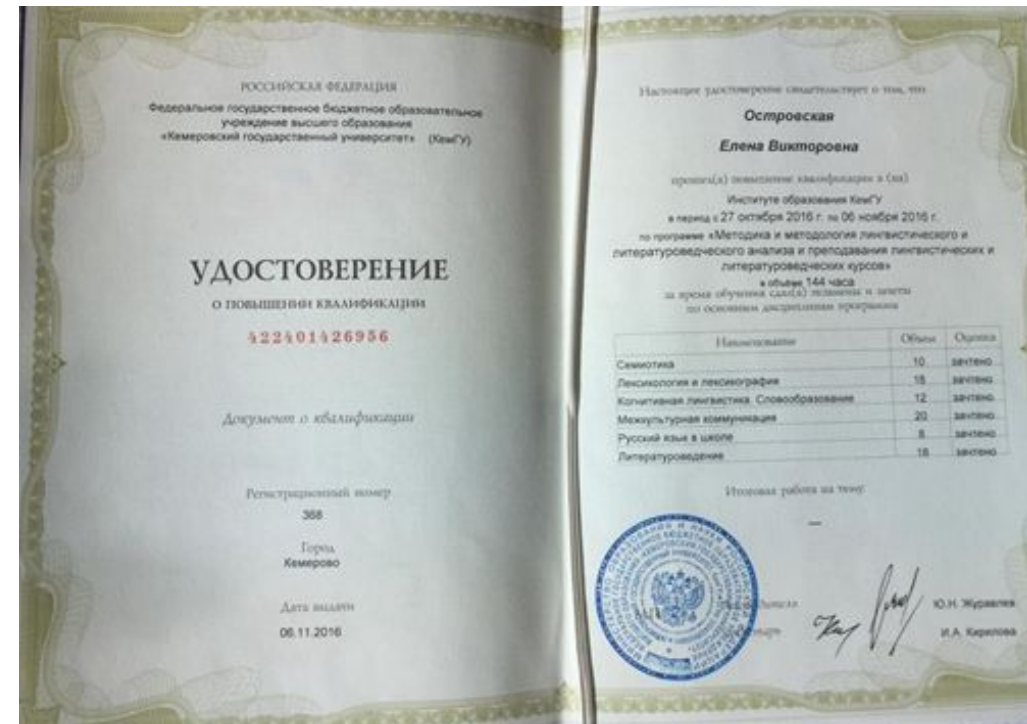 РОССИЙСКАЯ ФЕДЕРАЦИЯ
Федеральное государственное бюджетное образовательное
учреждение высшего образования
«Кемеровский государственный университет» (КемГУ)
УДОСТОВЕРЕНИЕ
О ПОВЫШЕНИИ КВАЛИФИКАЦИИ
422401426956
Документ о квалификации
Регистрационный номер
368
Город
Кемерово
Дата выдачи
06.11.2016
Настоящее удостоверение свидетельствует о том, что
Островская
Елена Викторовна
прошел(а) повышение квалификации в (на)
Институте образования КемГУ
в период с 27 октября 2016 г. по 06 ноября 2016 г.
по программе «Методика и методология лингвистического и
литературоведческого анализа и преподавания лингвистических и
литературоведческих курсов»
в объеме 144 часа
за время обучения сдал(а) экзамены и зачеты
по основным дисциплинам программы
Наименование Объем Оценка
Семиотика 10 зачтено
Лексикология и лексикография 18 зачтено
Когнитивная лингвистика. Словообразование 12 зачтено
Межкультурная коммуникация 20 зачтено
Русский язык в школе 8 зачтено
Литературоведение 18 зачтено
Итоговая работа на тему:
—
Ю.Н. Журавлев
И.А. Кирилова